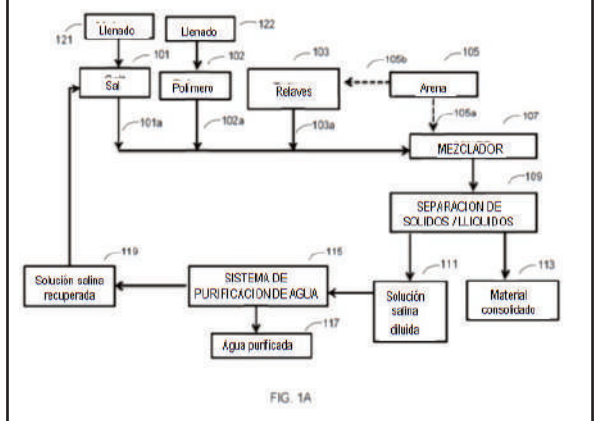 Llenado
121
Llenado
122
Sal
101
Polimero
102
Relaves
103
105b
Arena
105
101a
102a
103a
105a
107
MEZCLADOR
109
SEPARACION DE
SOLIDOS / LLIQUIDOS
119
Solución salina
recuperada
115
SISTEMA DE
PURIFICACION DE AGUA
111
Solución
salina
diluida
113
Material
consolidado
117
Agua purificada
FIG. 1A